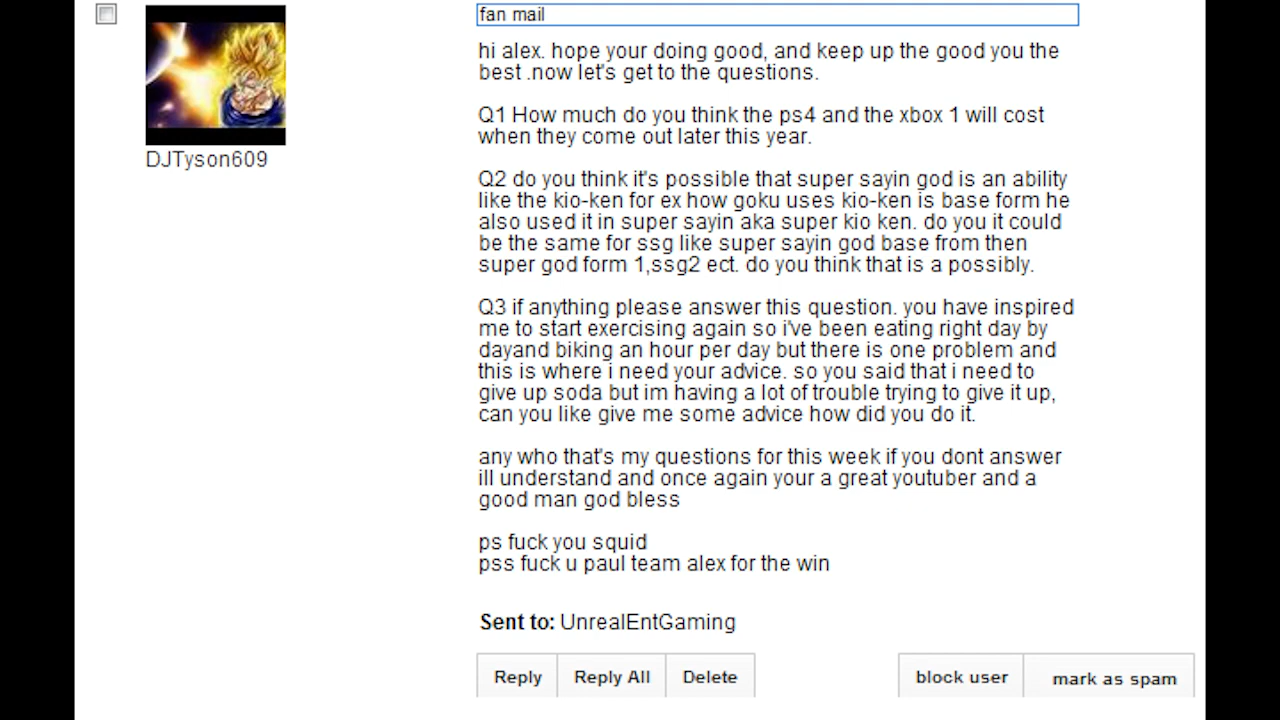 fan mail
DJTyson609
hi alex. hope your doing good, and keep up the good you the
best .now let's get to the questions.
Q1 How much do you think the ps4 and the xbox 1 will cost
when they come out later this year.
Q2 do you think it's possible that super sayin god is an ability
like the kio-ken for ex how goku uses kio-ken is base form he
also used it in super sayin aka super kio ken. do you it could
be the same for ssg like super sayin god base from then
super god form 1,ssg2 ect. do you think that is a possibly.
Q3 if anything please answer this question. you have inspired
me to start exercising again so i've been eating right day by
dayand biking an hour per day but there is one problem and
this is where i need your advice. so you said that i need to
give up soda but im having a lot of trouble trying to give it up,
can you like give me some advice how did you do it.
any who that's my questions for this week if you dont answer
ill understand and once again your a great youtuber and a
good man god bless
ps fuck you squid
pss fuck u paul team alex for the win
Sent to: UnrealEntGaming
Reply Reply All Delete block user mark as spam